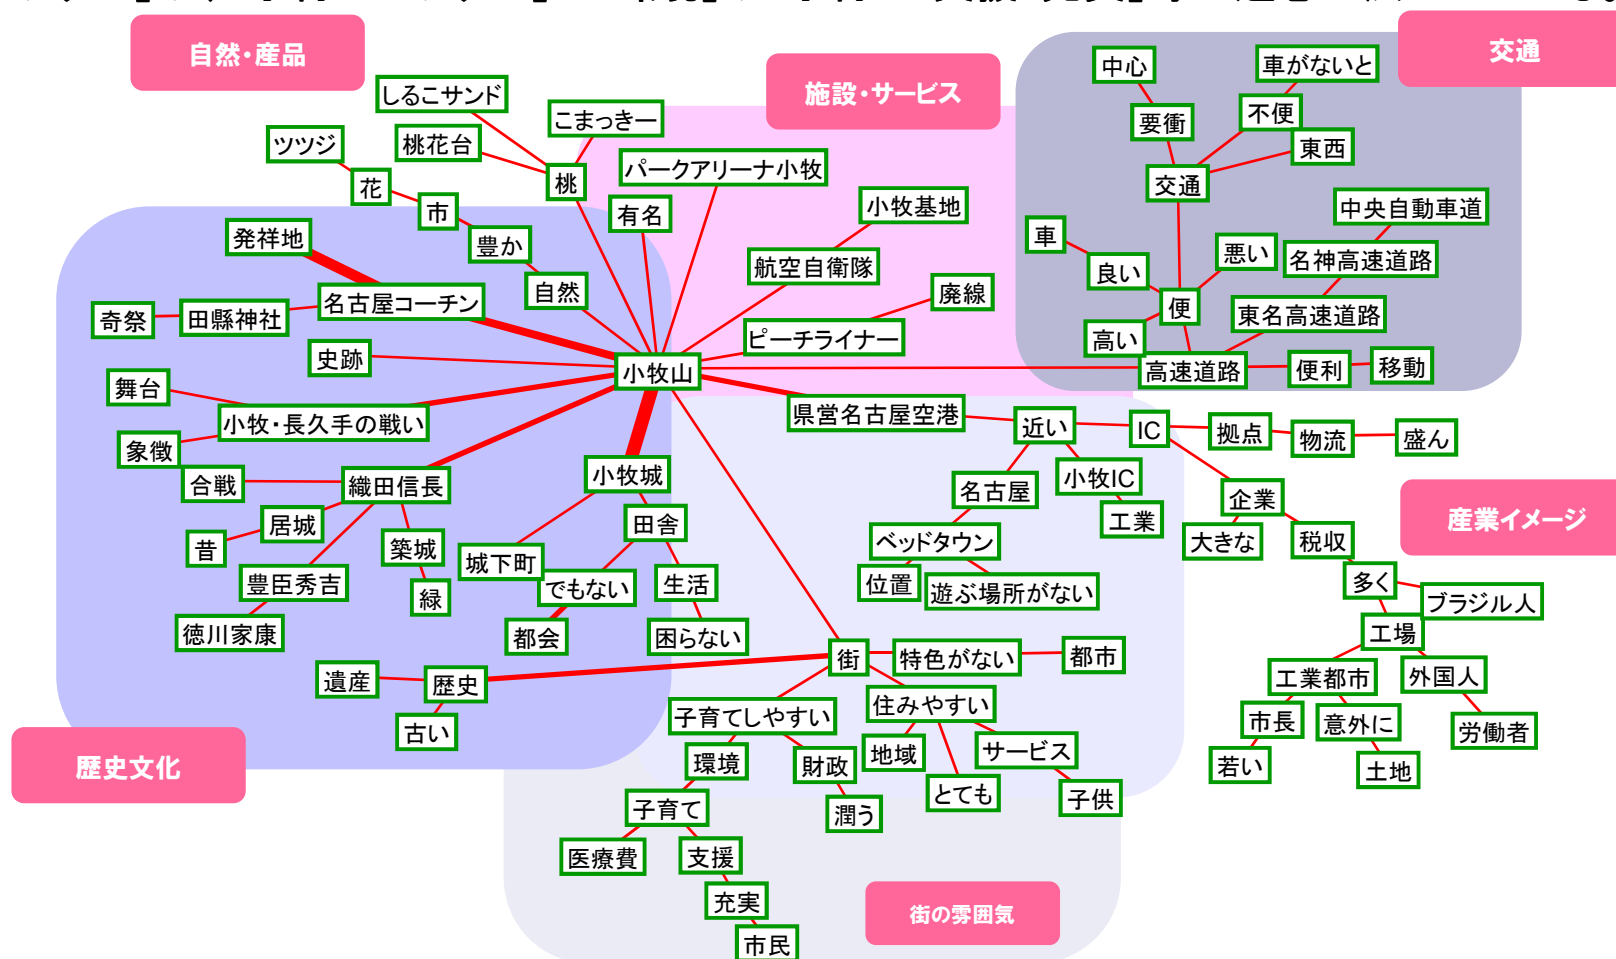 自然・産品
施設・サービス
交通
しるこサンド
こまっきー
ツツジ
桃花台
桃
花
市
豊か
自然
パークアリーナ小牧
有名
小牧基地
航空自衛隊
廃線
ピーチライナー
中心
要衝
車がないと
不便
東西
交通
中央自動車道
車
良い
悪い
名神高速道路
便
東名高速道路
高い
高速道路
便利
移動
発祥地
名古屋コーチン
奇祭
田縣神社
史跡
小牧山
舞台
小牧・長久手の戦い
象徴
合戦
織田信長
居城
昔
築城
豊臣秀吉
緑
徳川家康
小牧城
田舎
城下町
でもない
生活
都会
困らない
県営名古屋空港
近い
IC
拠点
物流
盛ん
名古屋
小牧IC
工業
企業
大きな
税収
ベッドタウン
位置
遊ぶ場所がない
産業イメージ
多く
ブラジル人
工場
工業都市
外国人
市長
意外に
労働者
若い
土地
街
特色がない
都市
遺産
歴史
古い
歴史文化
子育てしやすい
住みやすい
環境
財政
地域
サービス
とても
子供
子育て
潤う
医療費
支援
充実
市民
街の雰囲気